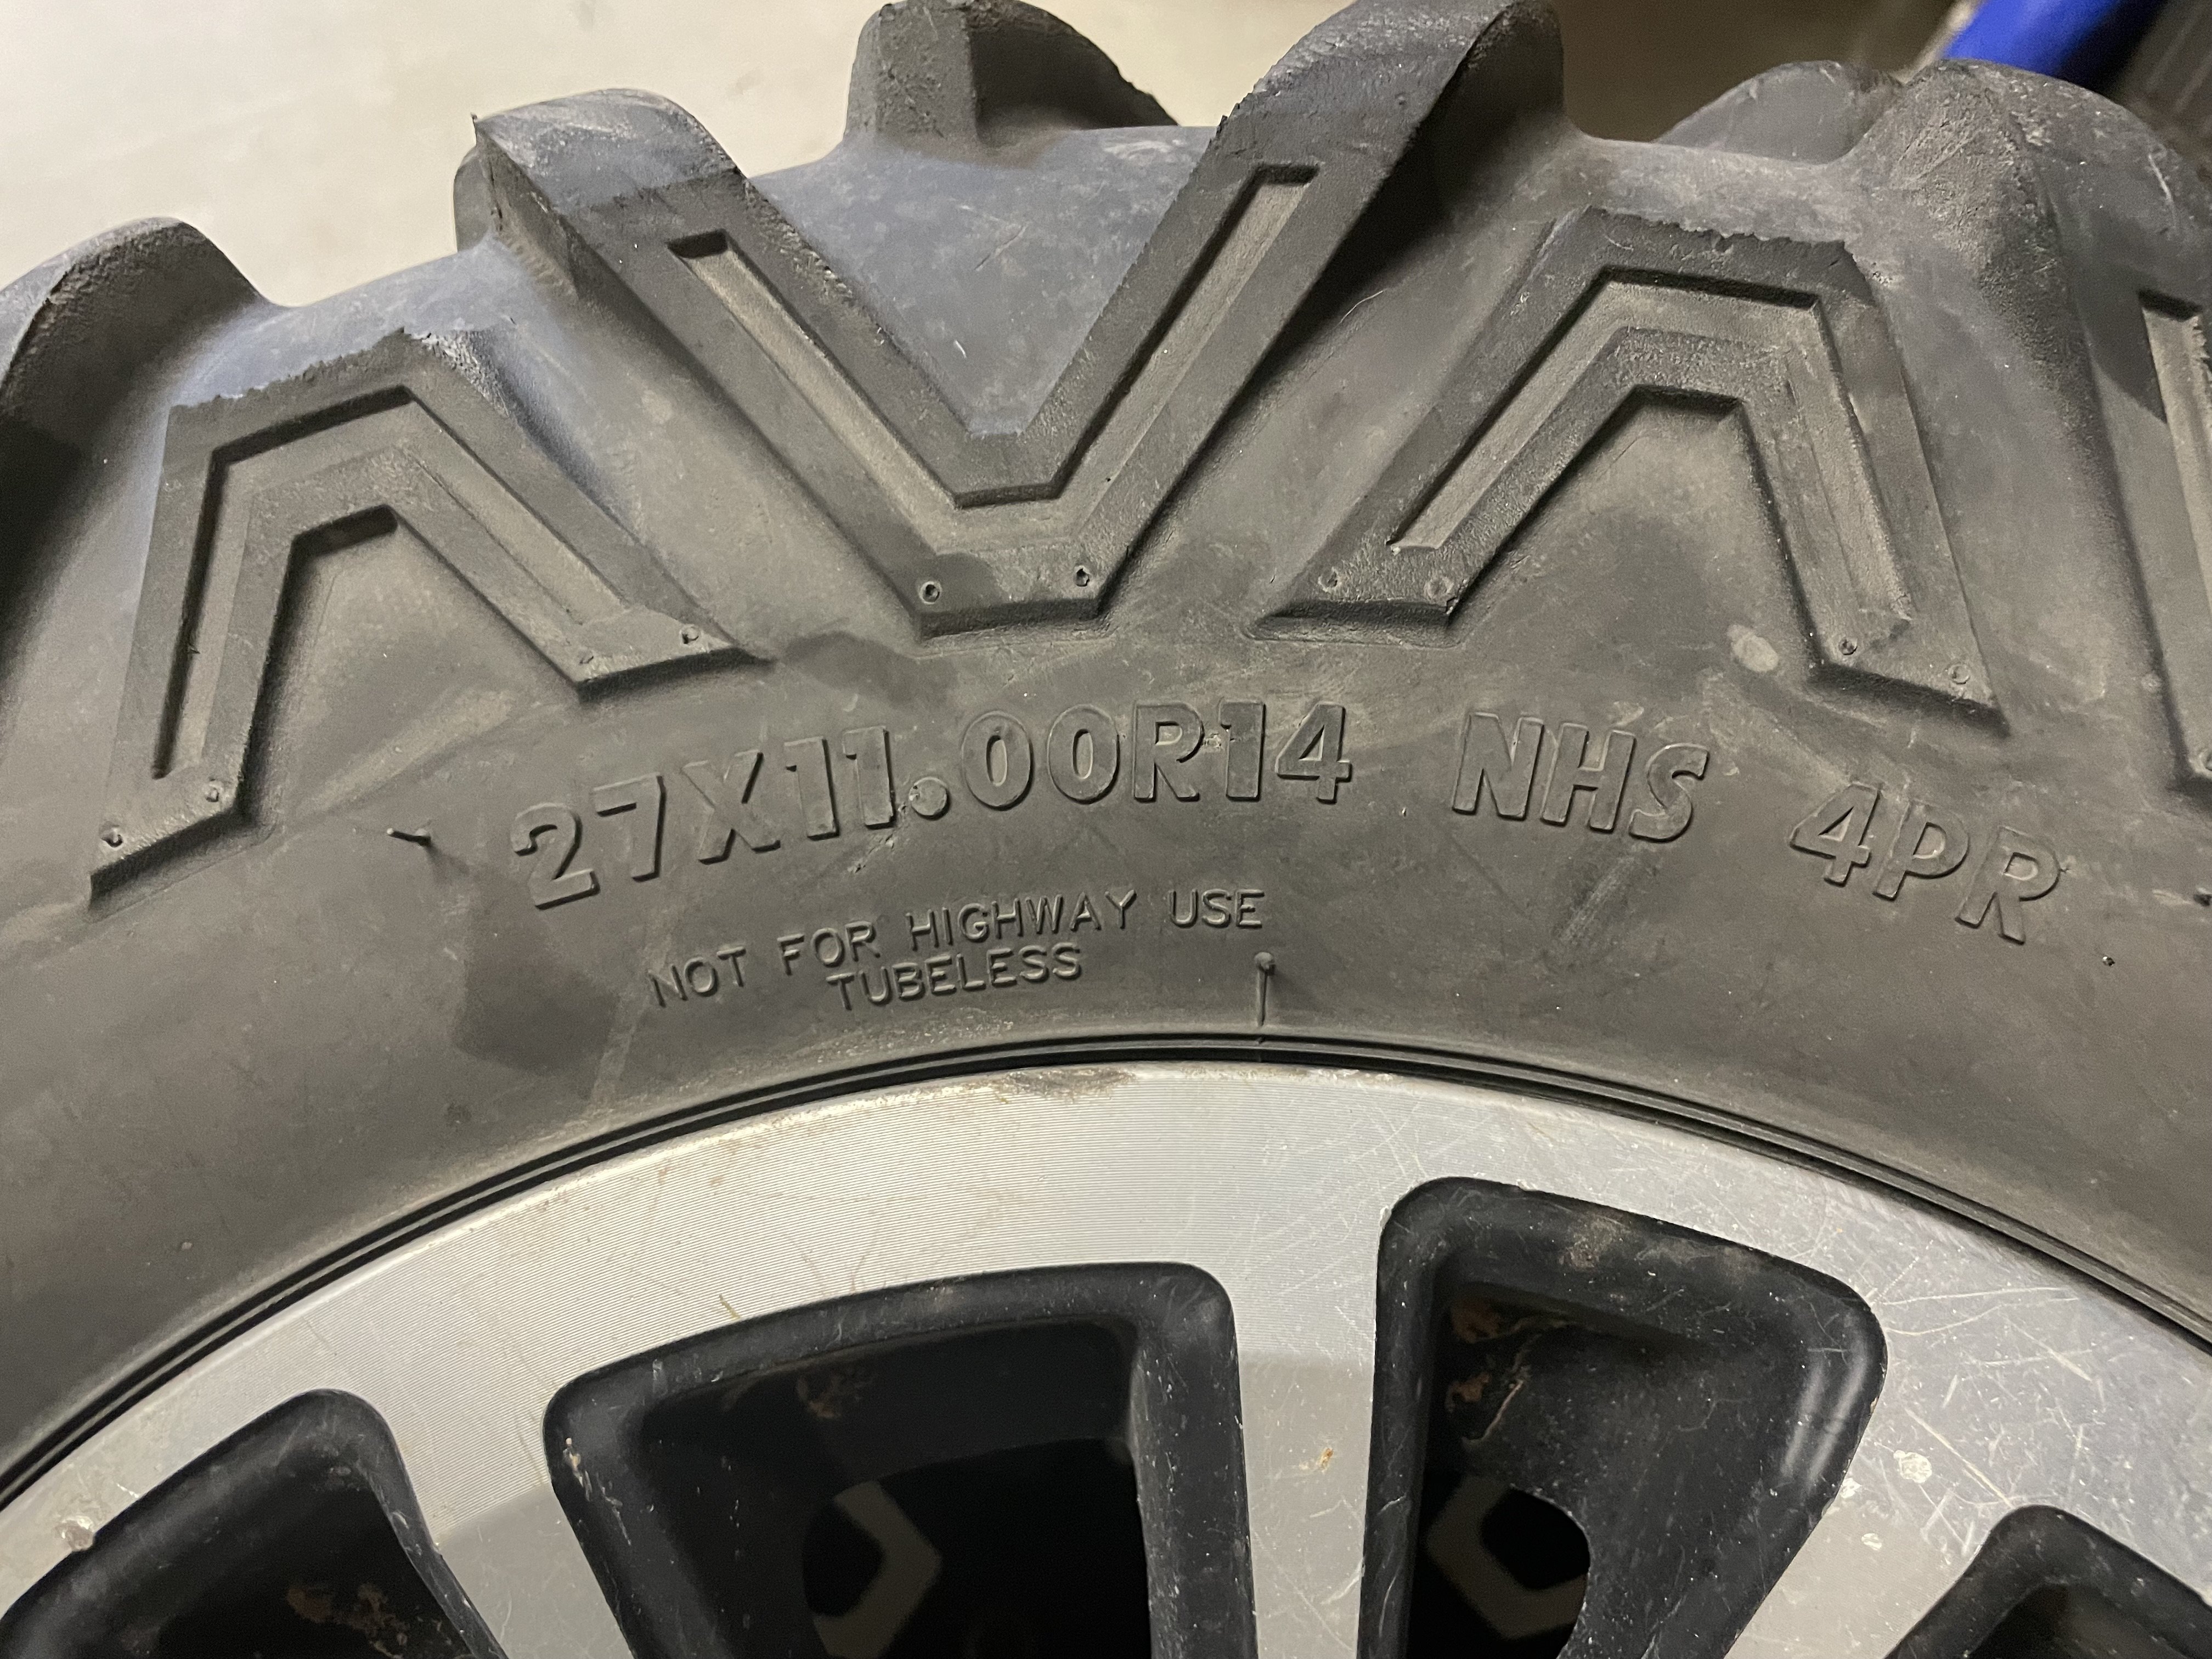 27X11.00R14 NHS 4PR
NOT FOR HIGHWAY USE
TUBELESS